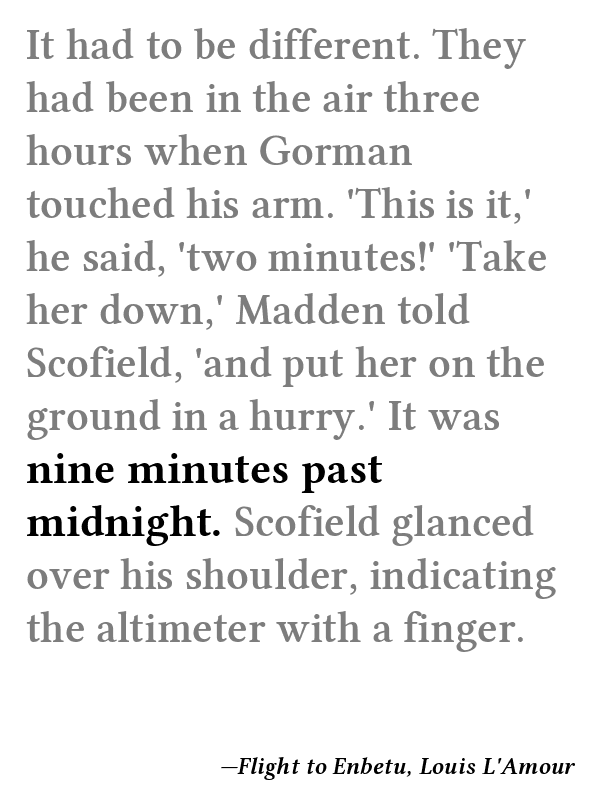 It had to be different. They
had been in the air three
hours when Gorman
touched his arm. 'This is it,'
he said, 'two minutes!' 'Take
her down,' Madden told
Scofield, 'and put her on the
ground in a hurry.' It was
nine minutes past
midnight. Scofield glanced
over his shoulder, indicating
the altimeter with a finger.
—Flight to Enbetu, Louis L'Amour